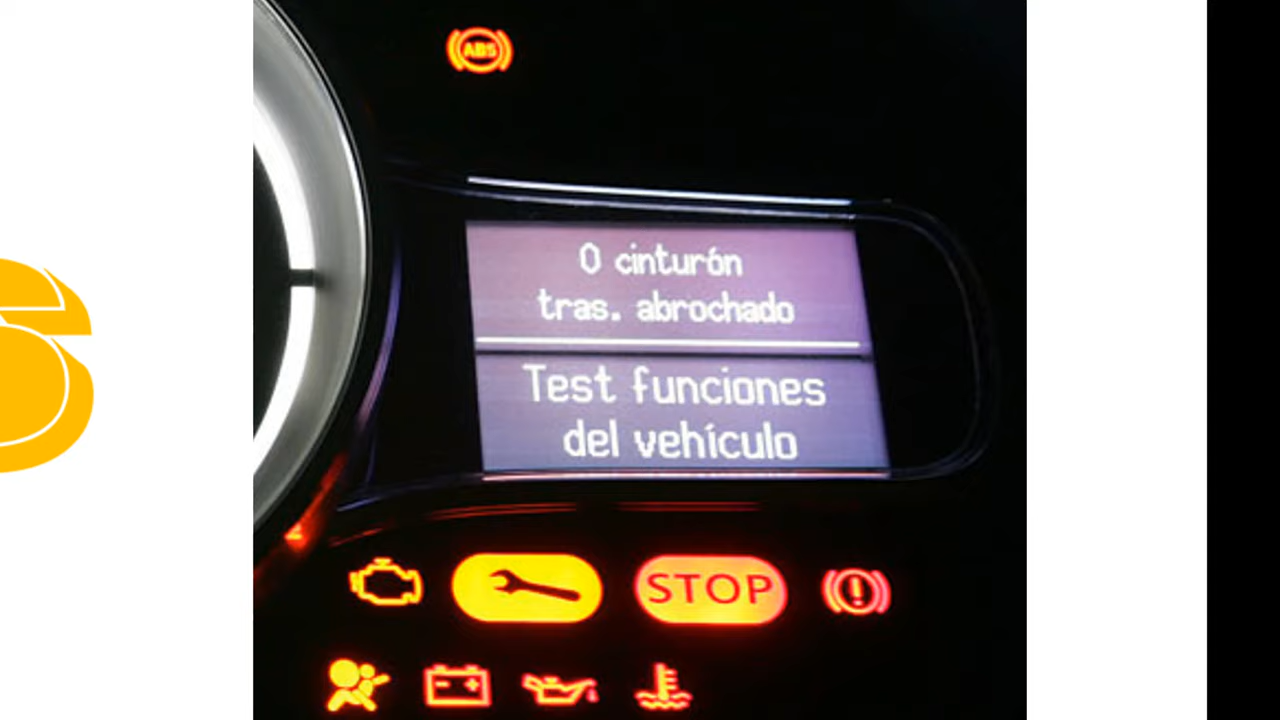 ABS
0 cinturón
tras. abrochado
Test funciones
del vehículo
STOP